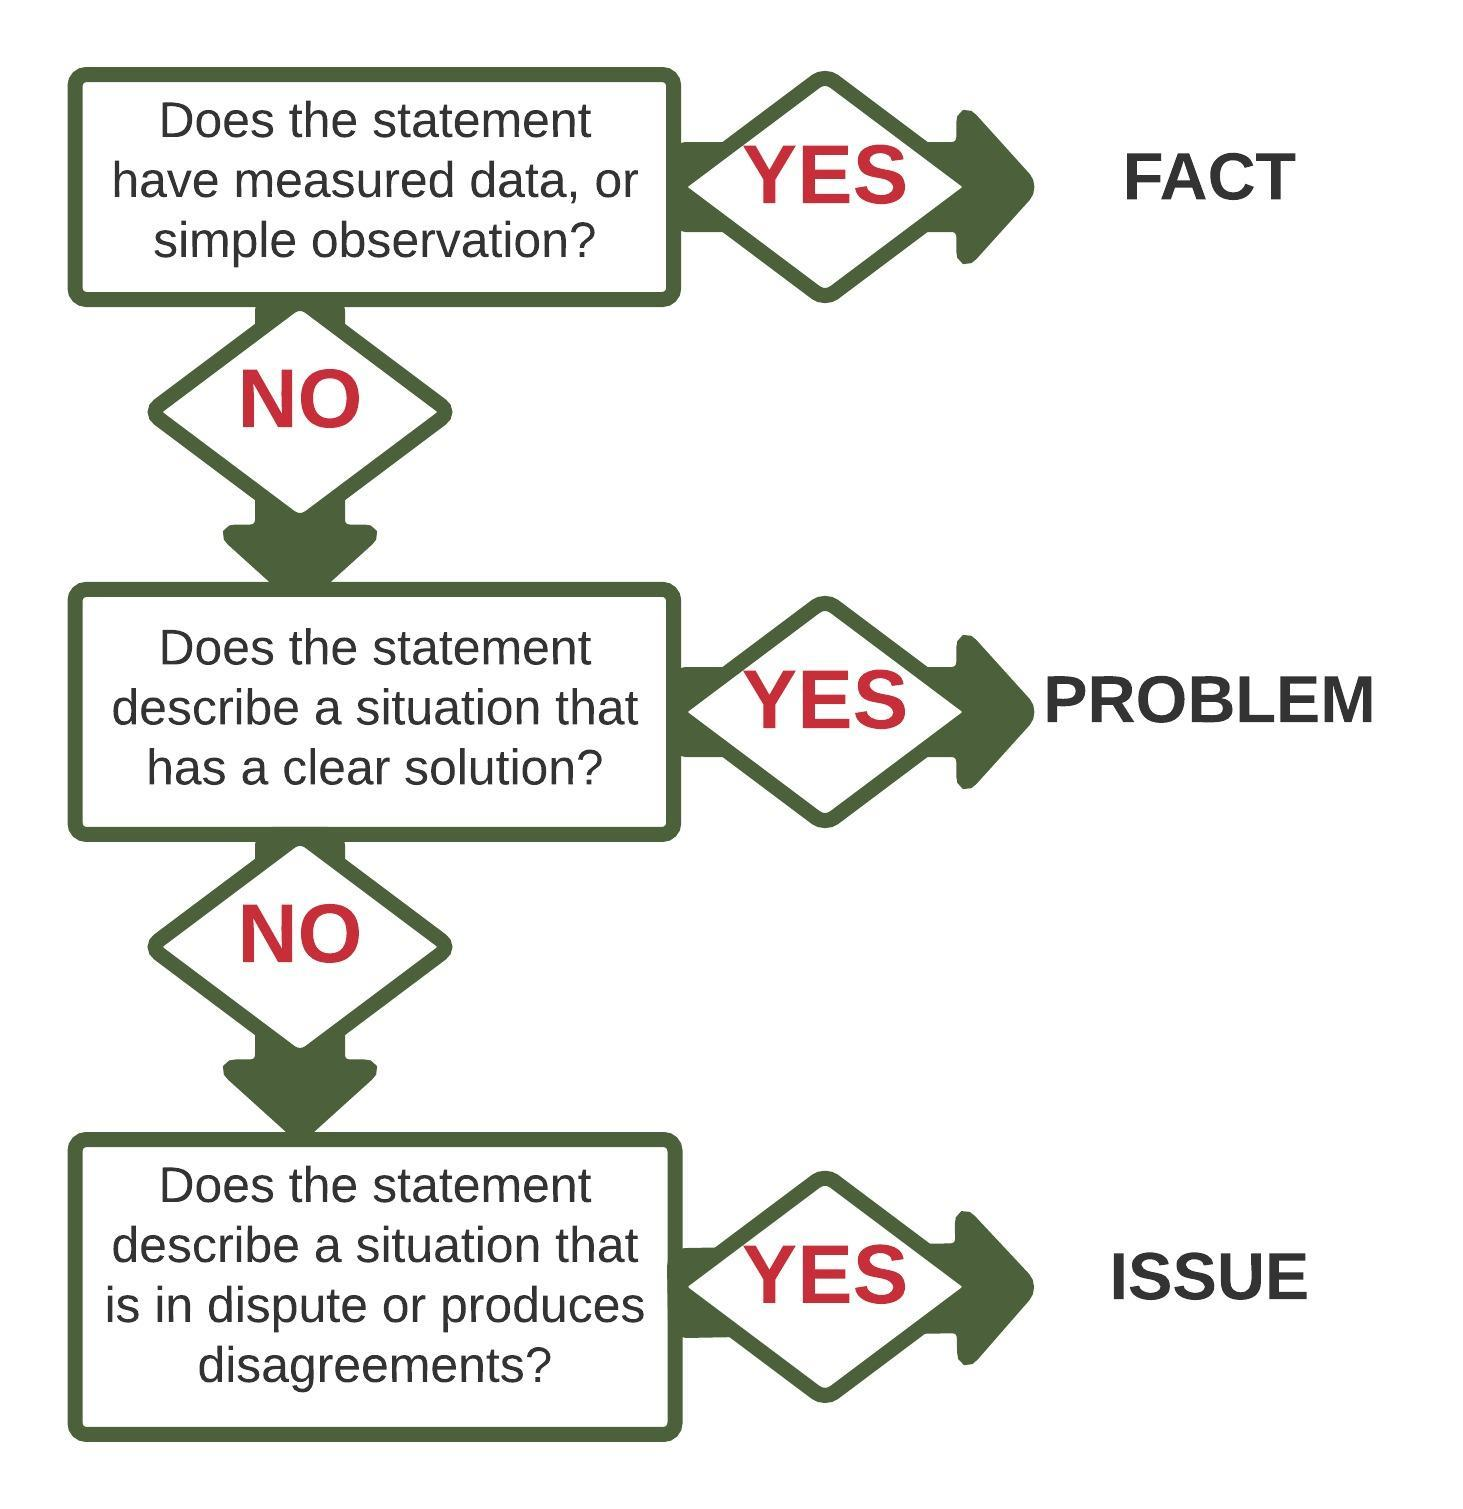 Does the statement
have measured data, or
simple observation?
YES
FACT
NO
Does the statement
describe a situation that
has a clear solution?
YES
PROBLEM
NO
Does the statement
describe a situation that
is in dispute or produces
disagreements?
YES
ISSUE